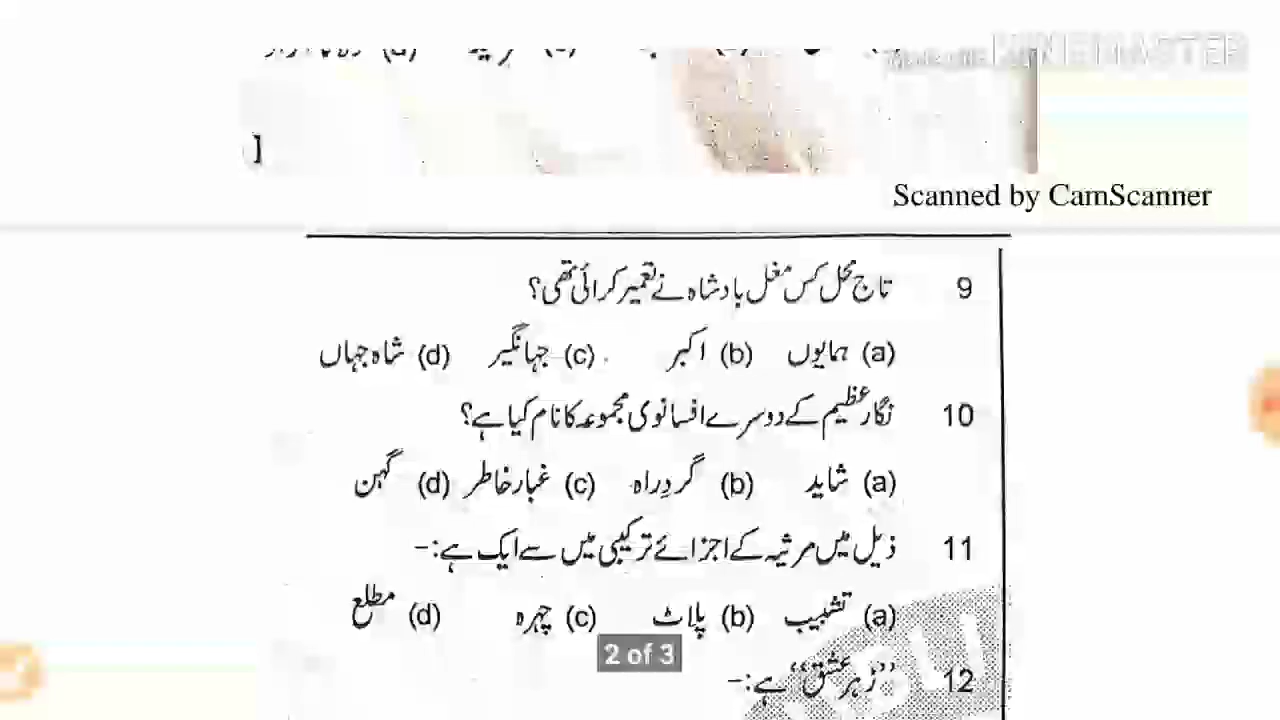 KINEMASTER
]
Scanned by CamScanner
9 تاج محل کس مغل بادشاہ نے تعمیر کرائی تھی؟
(a) ہمایوں (b) اکبر (c) جہانگیر (d) شاہ جہاں
10 نگار عظیم کے دوسرے افسانوی مجموعہ کا نام کیا ہے؟
(a) شاید (b) گردِراہ (c) غبار خاطر (d) گہن
11 ذیل میں مرثیہ کے اجزائے ترکیبی میں سے ایک ہے:-
(a) تشبیب (b) پلاٹ (c) چہرہ (d) مطلع
2 of 3
12 ’’زہر عشق‘‘ ہے:-